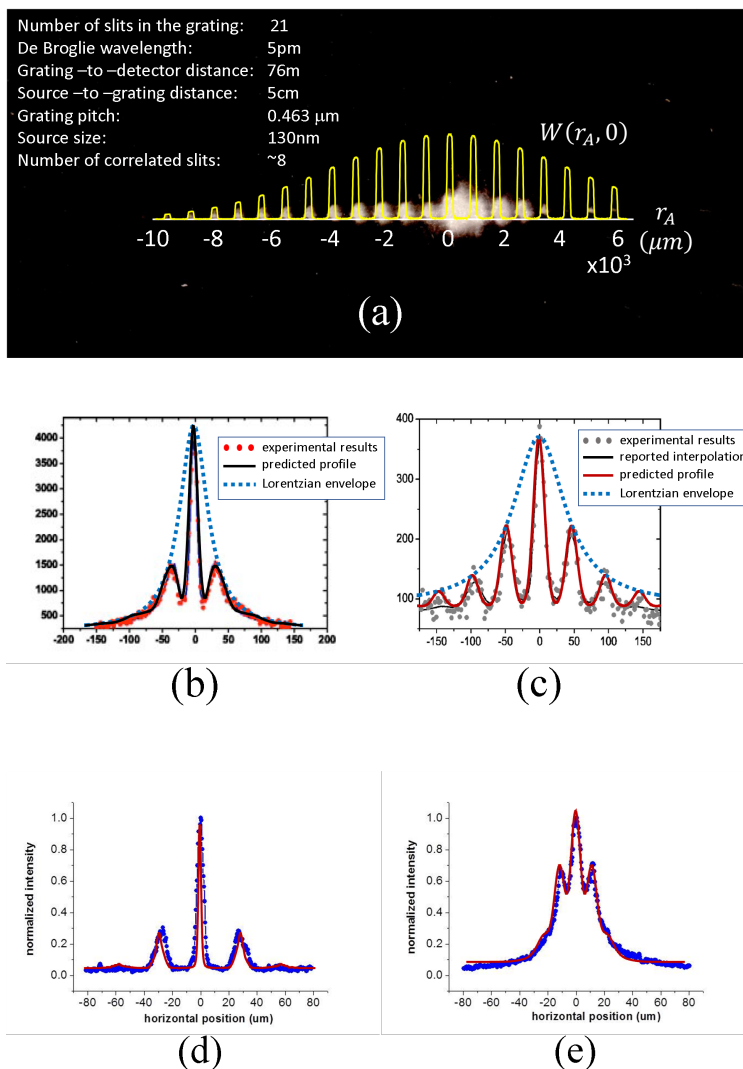 Number of slits in the grating: 21
De Broglie wavelength: 5pm
Grating –to –detector distance: 76m
Source –to –grating distance: 5cm
Grating pitch: 0.463 μm
Source size: 130nm
Number of correlated slits: ~8
W(r_A, 0)
-10 -8 -6 -4 -2 0 2 4 6
r_A
(μm)
x10³
(a)
4000
3500
3000
2500
2000
1500
1000
500
-200 -150 -100 -50 0 50 100 150 200
experimental results
predicted profile
Lorentzian envelope
(b)
400
300
200
100
-150 -100 -50 0 50 100 150
experimental results
reported interpolation
predicted profile
Lorentzian envelope
(c)
normalized intensity
1.0
0.8
0.6
0.4
0.2
0.0
-80 -60 -40 -20 0 20 40 60 80
horizontal position (um)
(d)
normalized intensity
1.0
0.8
0.6
0.4
0.2
0.0
-80 -60 -40 -20 0 20 40 60 80
horizontal position (um)
(e)